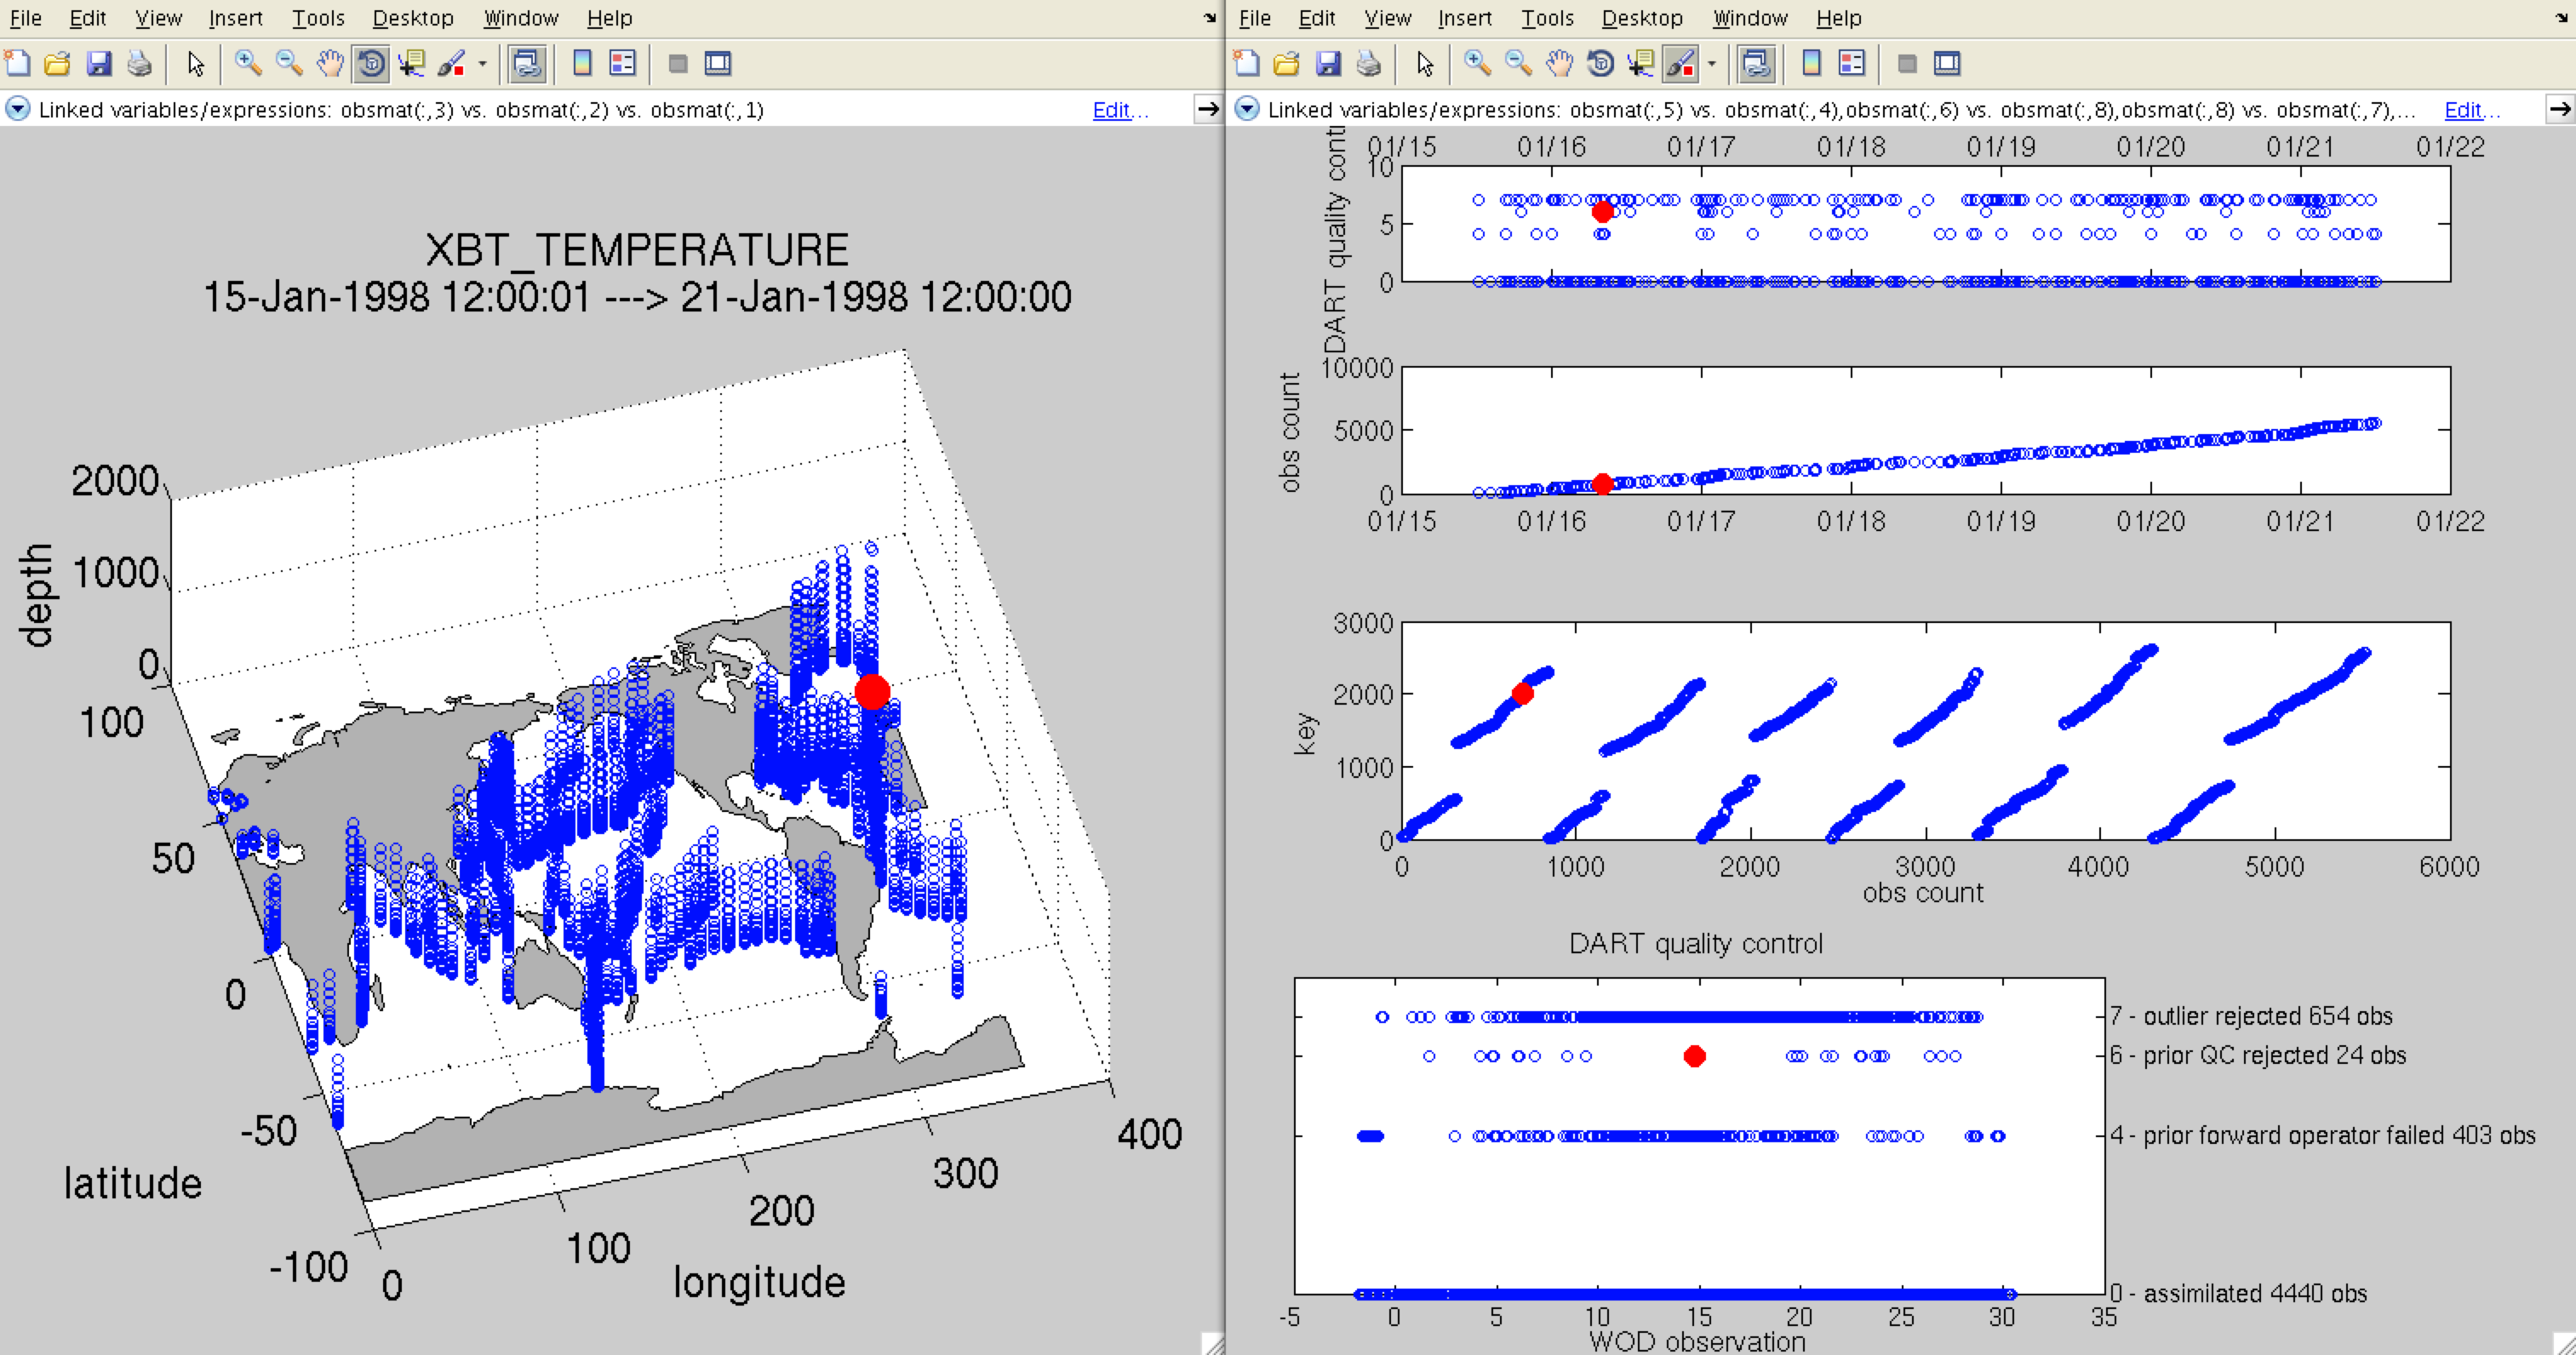 File Edit View Insert Tools Desktop Window Help
Linked variables/expressions: obsmat(:,3) vs. obsmat(:,2) vs. obsmat(:,1) Edit...
XBT_TEMPERATURE
15-Jan-1998 12:00:01 ---> 21-Jan-1998 12:00:00
2000
1000
0
depth
100
50
0
-50
-100
latitude
0
100
200
300
400
longitude
File Edit View Insert Tools Desktop Window Help
Linked variables/expressions: obsmat(:,5) vs. obsmat(:,4),obsmat(:,6) vs. obsmat(:,8),obsmat(:,8) vs. obsmat(:,7),... Edit...
01/15 01/16 01/17 01/18 01/19 01/20 01/21 01/22
10
5
0
DART quality conti
10000
5000
0
obs count
01/15 01/16 01/17 01/18 01/19 01/20 01/21 01/22
3000
2000
1000
0
key
0 1000 2000 3000 4000 5000 6000
obs count
DART quality control
7 - outlier rejected 654 obs
6 - prior QC rejected 24 obs
4 - prior forward operator failed 403 obs
0 - assimilated 4440 obs
-5 0 5 10 15 20 25 30 35
WOD observation